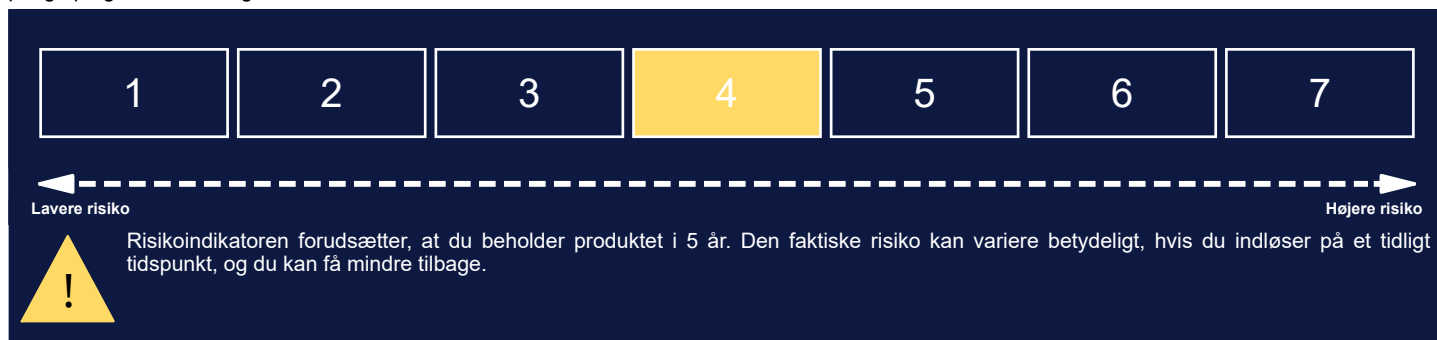 1 2 3 4 5 6 7
Lavere risiko Højere risiko
Risikoindikatoren forudsætter, at du beholder produktet i 5 år. Den faktiske risiko kan variere betydeligt, hvis du indløser på et tidligt
tidspunkt, og du kan få mindre tilbage.
!